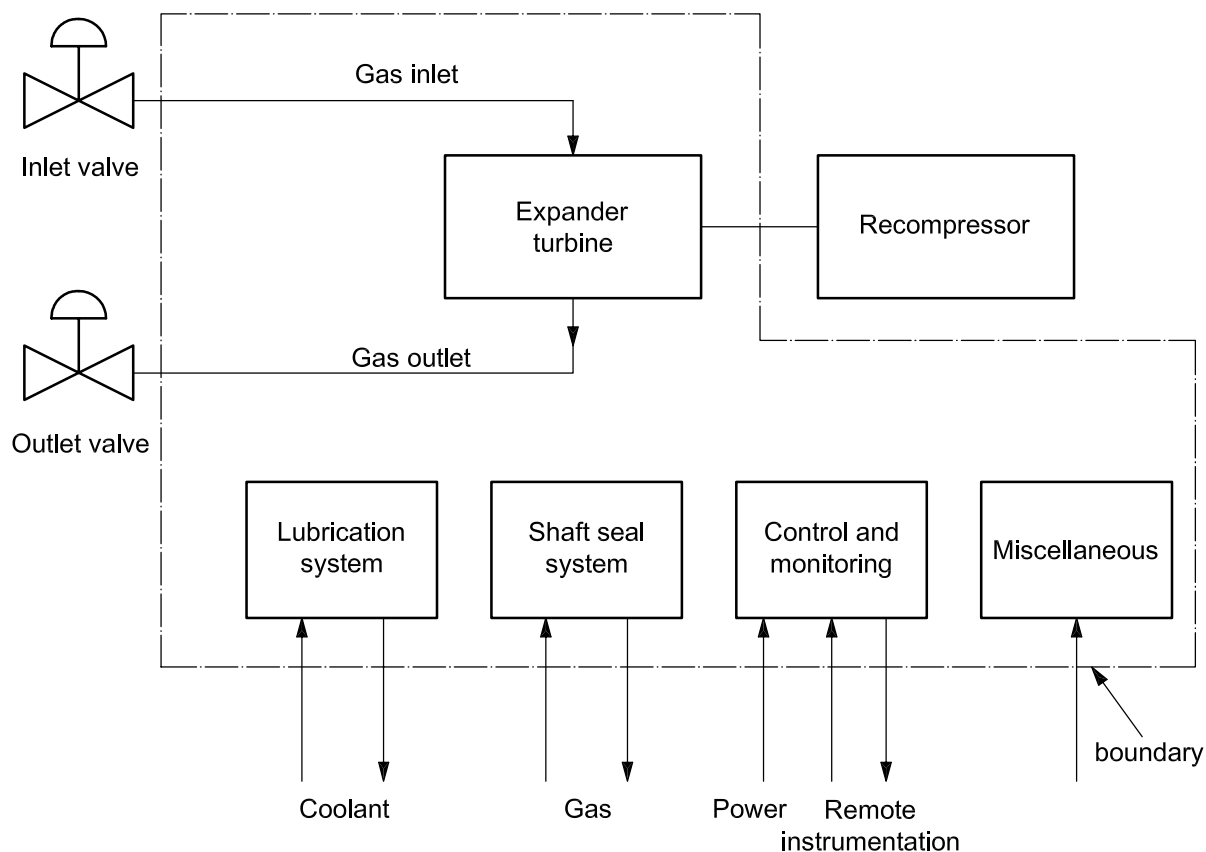 Gas inlet
Inlet valve
Expander
turbine
Recompressor
Gas outlet
Outlet valve
Lubrication
system
Shaft seal
system
Control and
monitoring
Miscellaneous
boundary
Coolant
Gas
Power
Remote
instrumentation